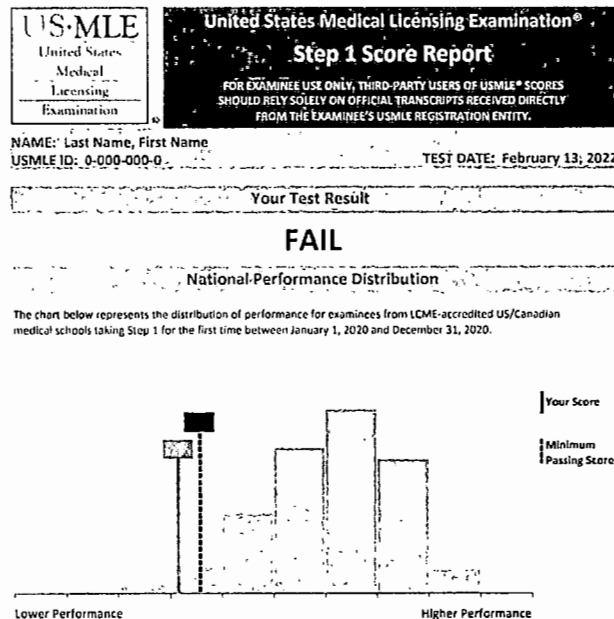 US·MLE
United States
Medical
Licensing
Examination
®
United States Medical Licensing Examination®
Step 1 Score Report
FOR EXAMINEE USE ONLY, THIRD-PARTY USERS OF USMLE® SCORES
SHOULD RELY SOLELY ON OFFICIAL TRANSCRIPTS RECEIVED DIRECTLY
FROM THE EXAMINEE'S USMLE REGISTRATION ENTITY.
NAME: Last Name, First Name
USMLE ID: 0-000-000-0
TEST DATE: February 13, 2022
Your Test Result
FAIL
National Performance Distribution
The chart below represents the distribution of performance for examinees from LCME-accredited US/Canadian
medical schools taking Step 1 for the first time between January 1, 2020 and December 31, 2020.
Your Score
Minimum
Passing Score
Lower Performance
Higher Performance